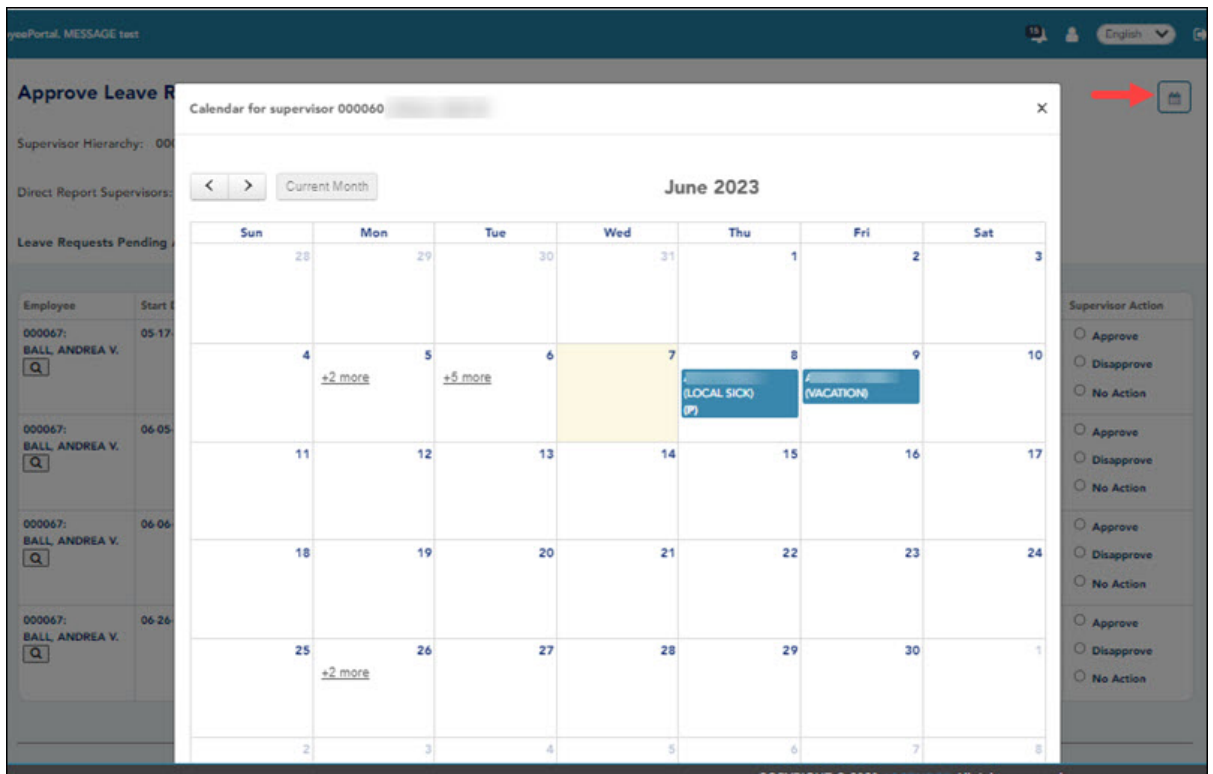 yeePortal, MESSAGE test
15
English
Approve Leave R
Calendar for supervisor 000060
×
Supervisor Hierarchy: 000
Direct Report Supervisors:
< > Current Month
June 2023
Leave Requests Pending
Sun Mon Tue Wed Thu Fri Sat
28 29 30 31 1 2 3
Employee Start D Supervisor Action
000067: 05-17-
BALL, ANDREA V.
Approve
Disapprove
No Action
4 5 6 7 8 9 10
+2 more +5 more
(LOCAL SICK) (VACATION)
(P)
000067: 06-05-
BALL, ANDREA V.
Approve
Disapprove
No Action
11 12 13 14 15 16 17
000067: 06-06-
BALL, ANDREA V.
Approve
Disapprove
No Action
18 19 20 21 22 23 24
000067: 06-26-
BALL, ANDREA V.
Approve
Disapprove
No Action
25 26 27 28 29 30 1
+2 more
2 3 4 5 6 7 8